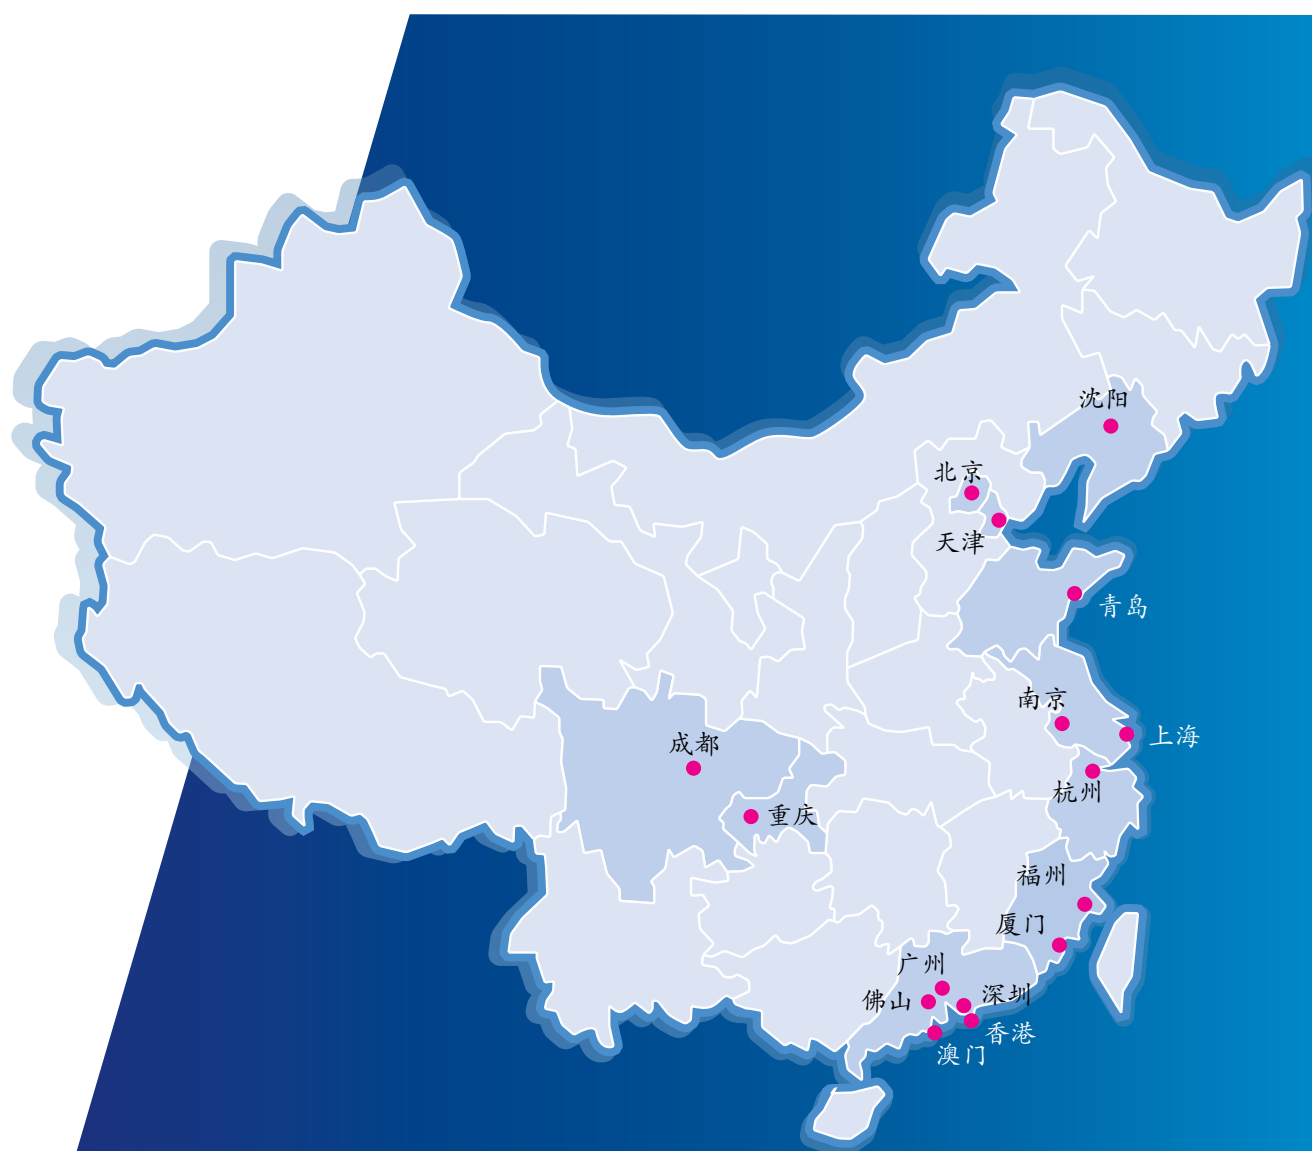 沈阳
北京
天津
青岛
南京
上海
成都
杭州
重庆
福州
厦门
广州
佛山
深圳
香港
澳门